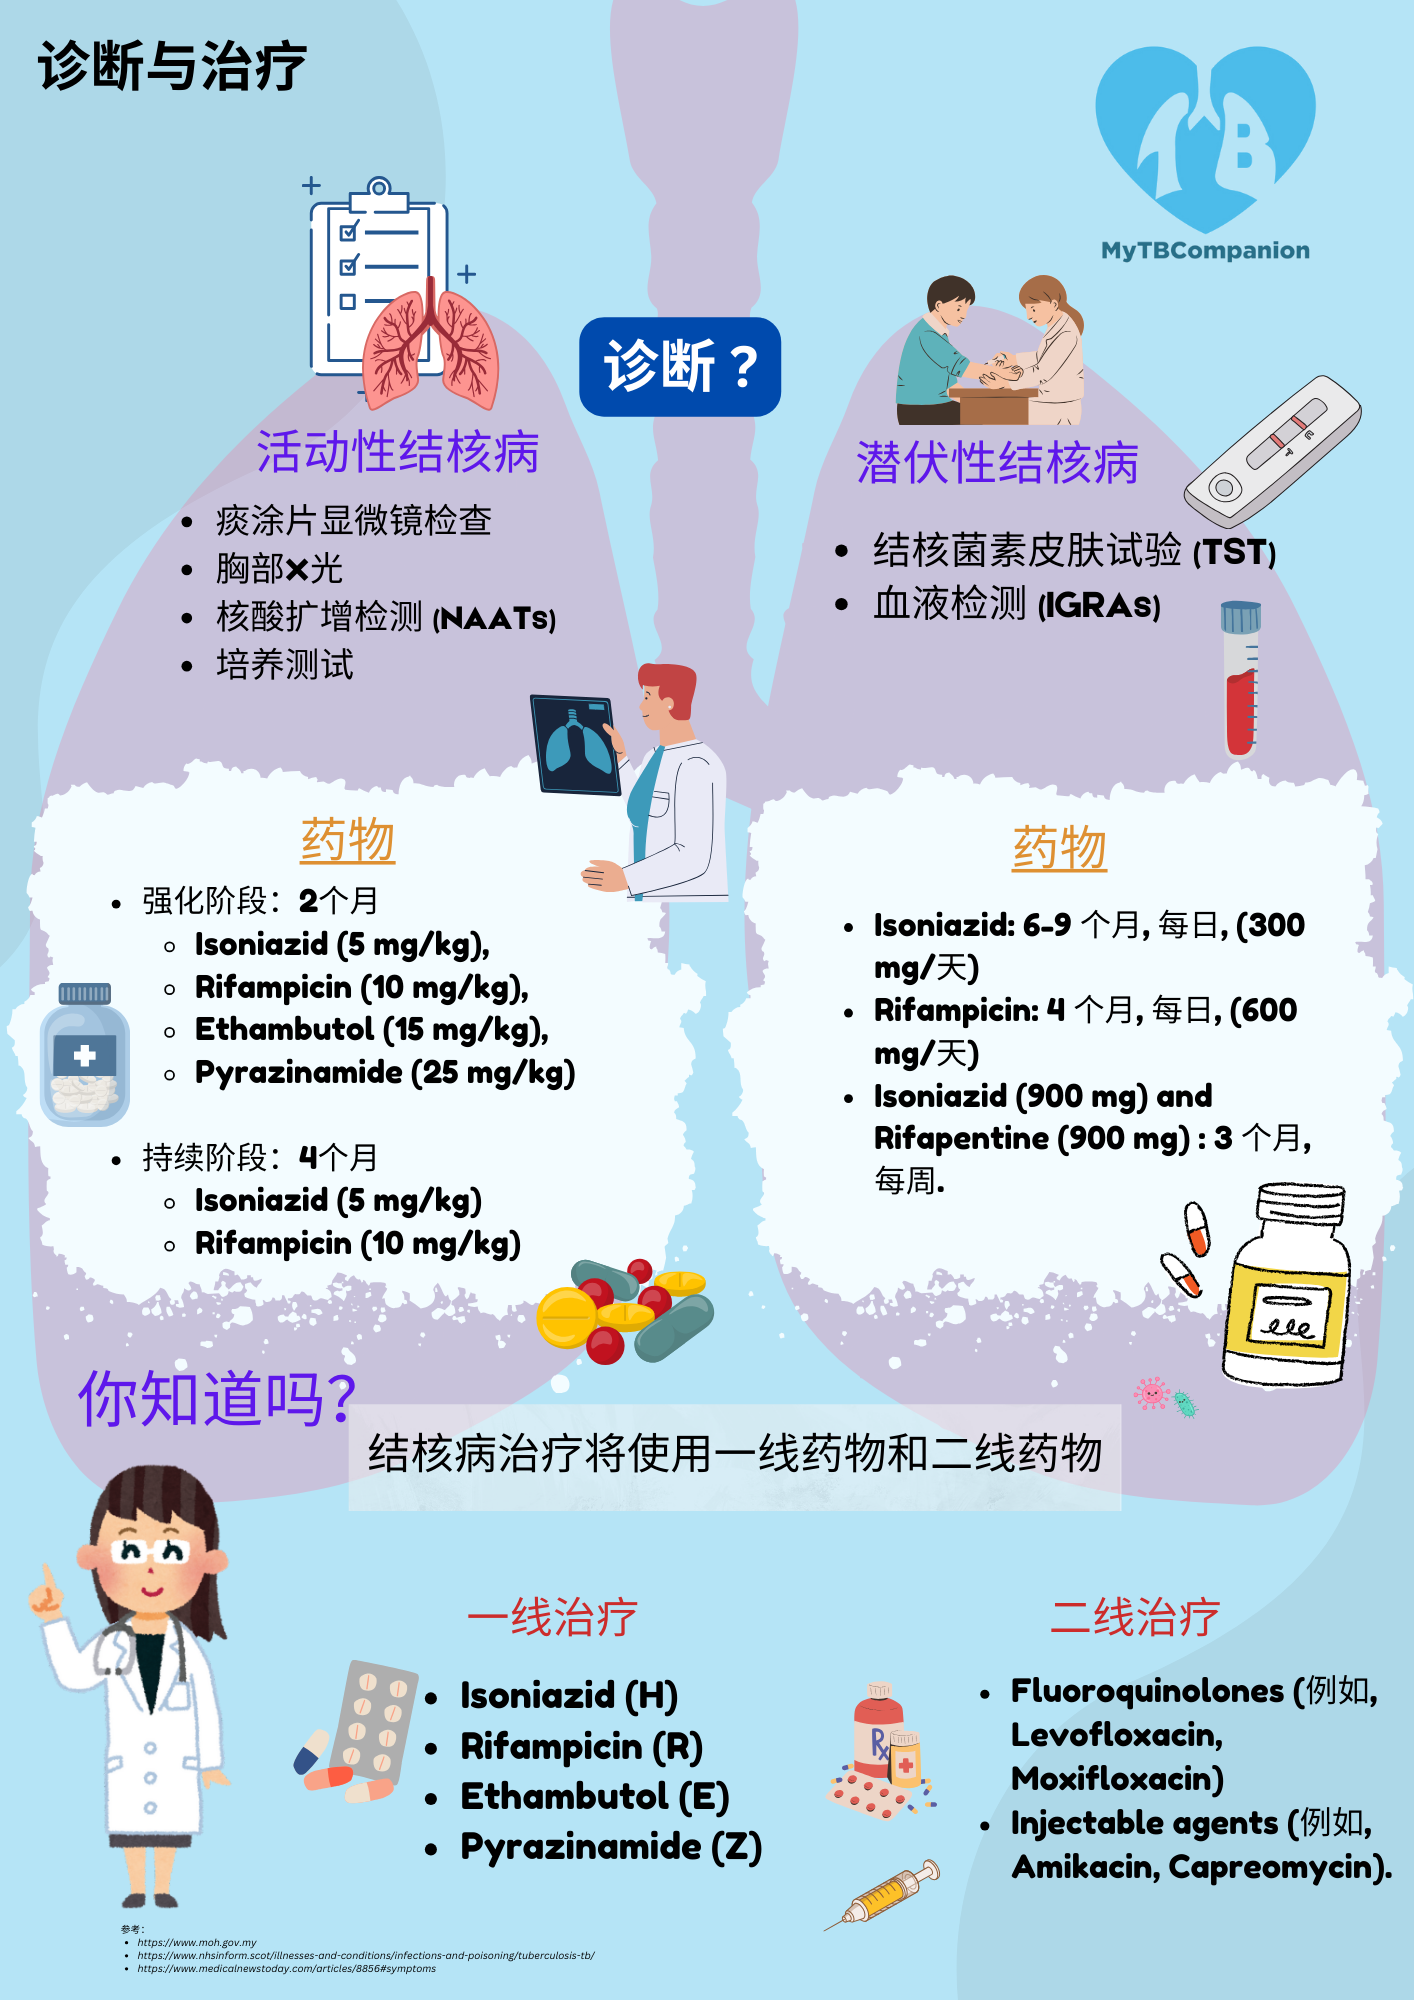 诊断与治疗
TB
MyTBCompanion
诊断？
活动性结核病
• 痰涂片显微镜检查
• 胸部X光
• 核酸扩增检测 (NAATs)
• 培养测试
潜伏性结核病
C
T
• 结核菌素皮肤试验 (TST)
• 血液检测 (IGRAs)
药物
• 强化阶段：2个月
◦ Isoniazid (5 mg/kg),
◦ Rifampicin (10 mg/kg),
◦ Ethambutol (15 mg/kg),
◦ Pyrazinamide (25 mg/kg)
• 持续阶段：4个月
◦ Isoniazid (5 mg/kg)
◦ Rifampicin (10 mg/kg)
药物
• Isoniazid: 6-9 个月, 每日, (300
mg/天)
• Rifampicin: 4 个月, 每日, (600
mg/天)
• Isoniazid (900 mg) and
Rifapentine (900 mg) : 3 个月,
每周.
你知道吗?
结核病治疗将使用一线药物和二线药物
一线治疗
• Isoniazid (H)
• Rifampicin (R)
• Ethambutol (E)
• Pyrazinamide (Z)
二线治疗
Rx
• Fluoroquinolones (例如,
Levofloxacin,
Moxifloxacin)
• Injectable agents (例如,
Amikacin, Capreomycin).
参考：
• https://www.moh.gov.my
• https://www.nhsinform.scot/illnesses-and-conditions/infections-and-poisoning/tuberculosis-tb/
• https://www.medicalnewstoday.com/articles/8856#symptoms